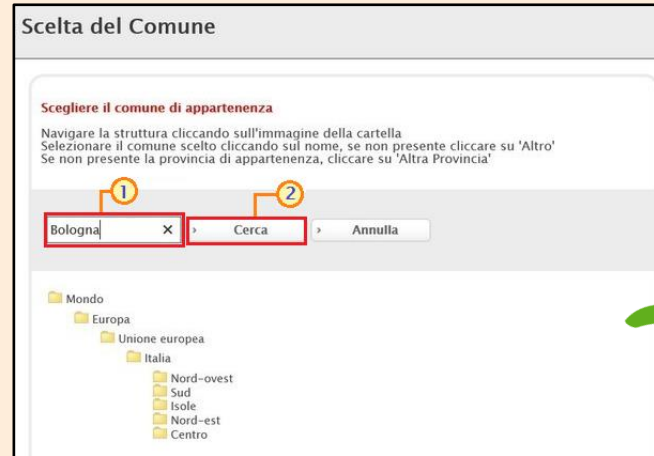 Scelta del Comune
Scegliere il comune di appartenenza
Navigare la struttura cliccando sull'immagine della cartella
Selezionare il comune scelto cliccando sul nome, se non presente cliccare su 'Altro'
Se non presente la provincia di appartenenza, cliccare su 'Altra Provincia'
1 2
Bologna × › Cerca › Annulla
Mondo
Europa
Unione europea
Italia
Nord-ovest
Sud
Isole
Nord-est
Centro